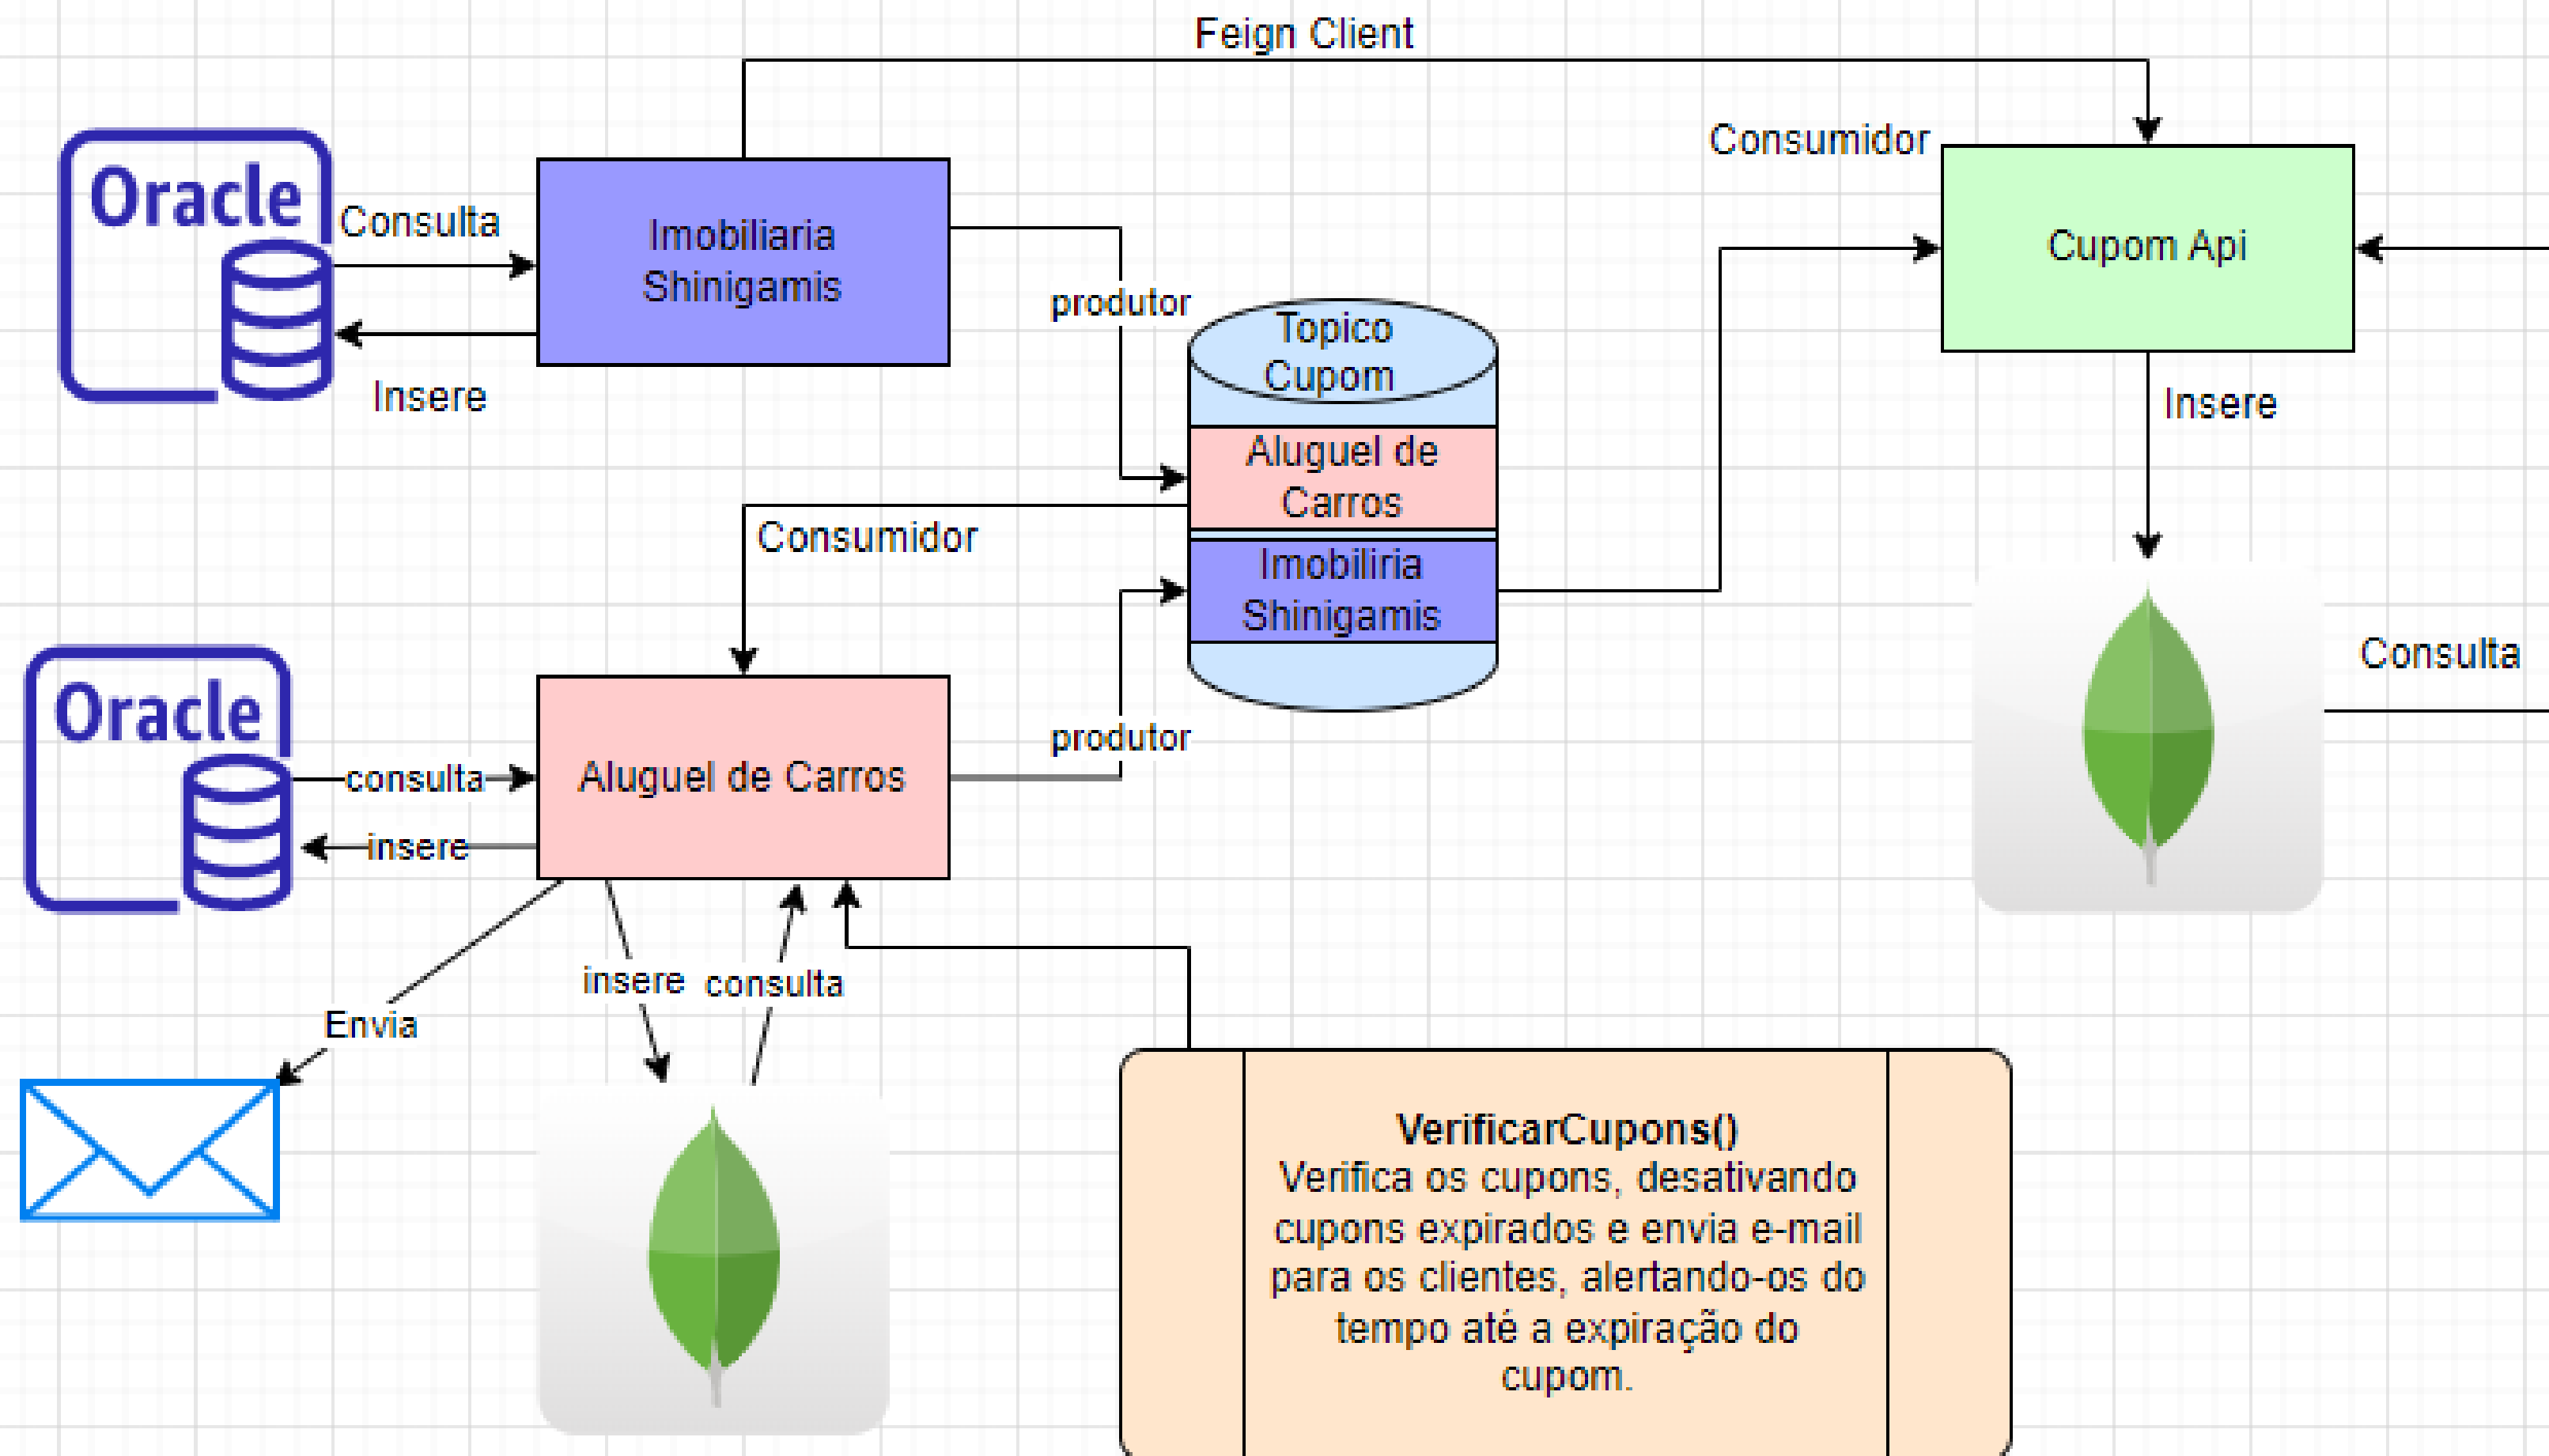 Feign Client
Consumidor
Oracle
Consulta
Imobiliaria
Shinigamis
Cupom Api
produtor
Topico
Cupom
Insere
Insere
Aluguel de
Carros
Consumidor
Imobiliria
Shinigamis
Consulta
Oracle
produtor
consulta
Aluguel de Carros
insere
insere
consulta
Envia
VerificarCupons()
Verifica os cupons, desativando
cupons expirados e envia e-mail
para os clientes, alertando-os do
tempo até a expiração do
cupom.